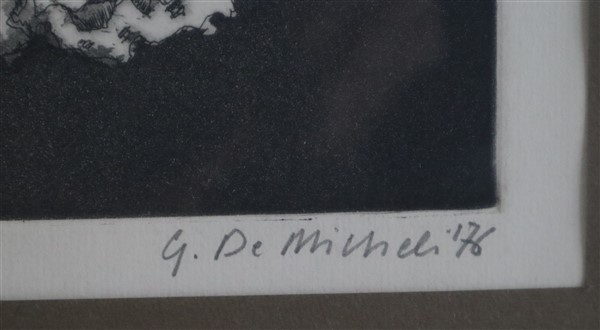 G. De Micheli '76